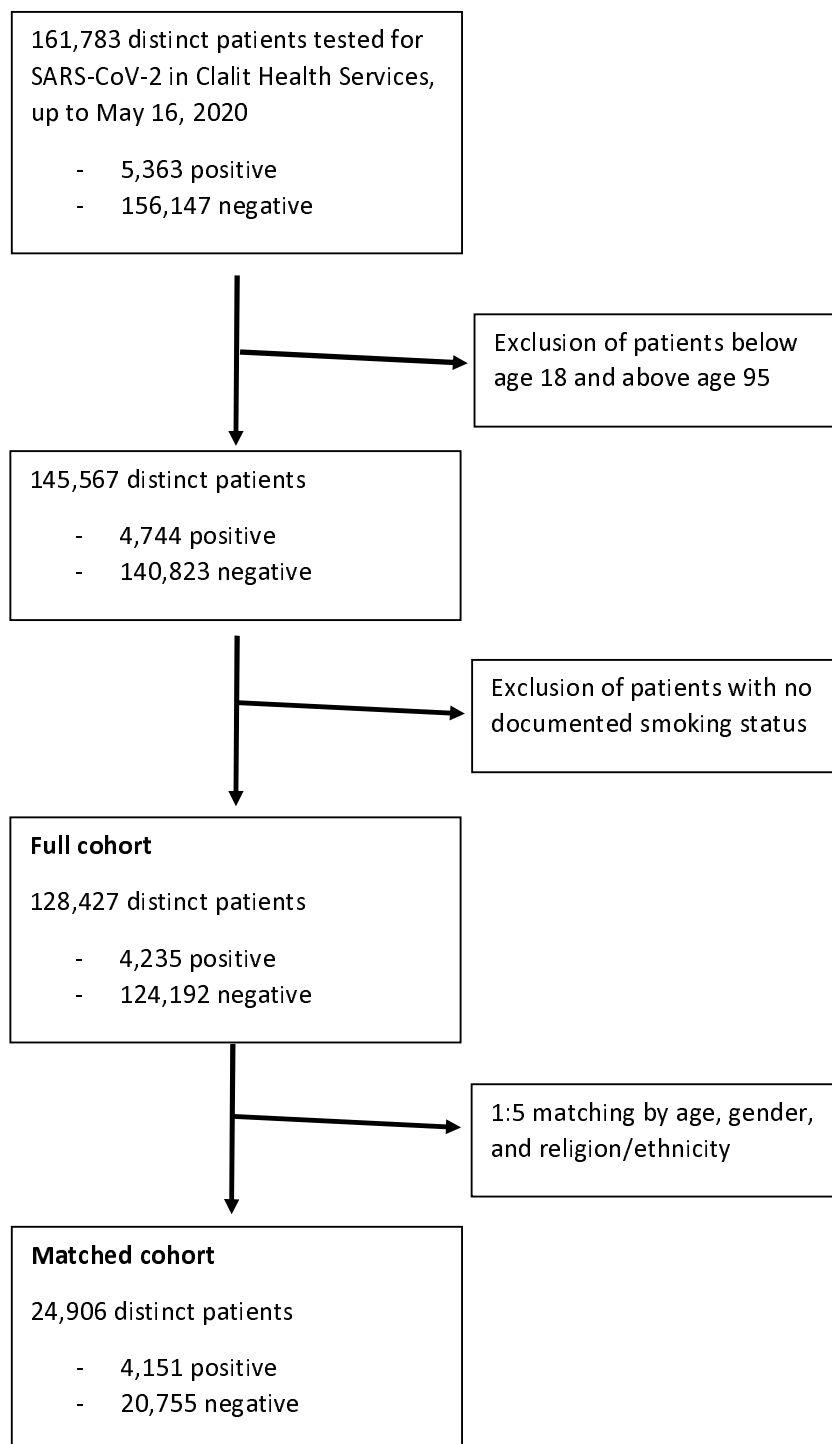 161,783 distinct patients tested for
SARS-CoV-2 in Clalit Health Services,
up to May 16, 2020
- 5,363 positive
- 156,147 negative
Exclusion of patients below
age 18 and above age 95
145,567 distinct patients
- 4,744 positive
- 140,823 negative
Exclusion of patients with no
documented smoking status
Full cohort
128,427 distinct patients
- 4,235 positive
- 124,192 negative
1:5 matching by age, gender,
and religion/ethnicity
Matched cohort
24,906 distinct patients
- 4,151 positive
- 20,755 negative